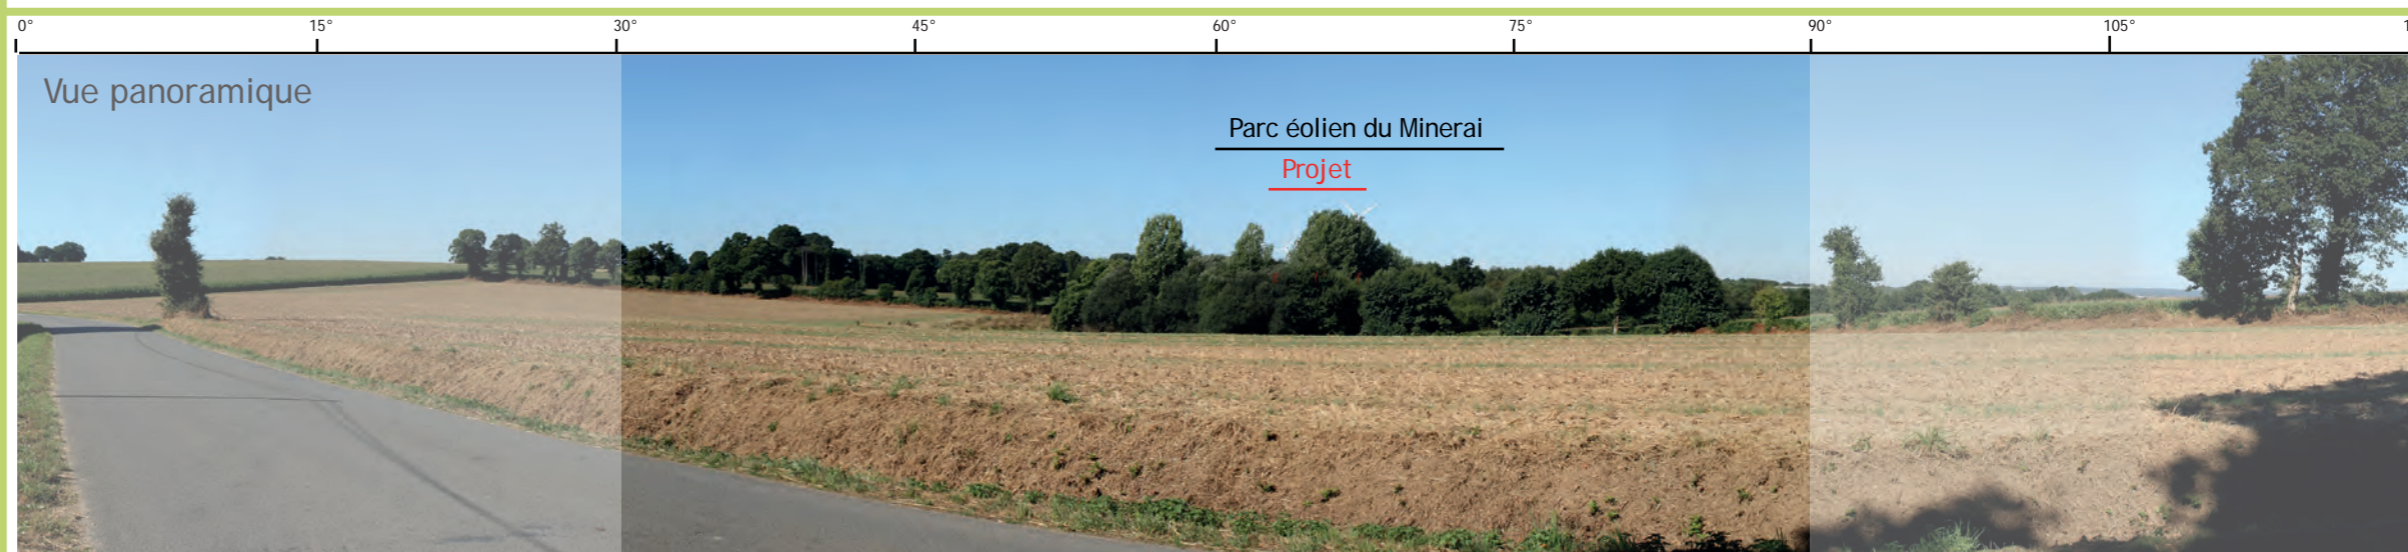 0° 15° 30° 45° 60° 75° 90° 105°
Vue panoramique
Parc éolien du Minerai
Projet